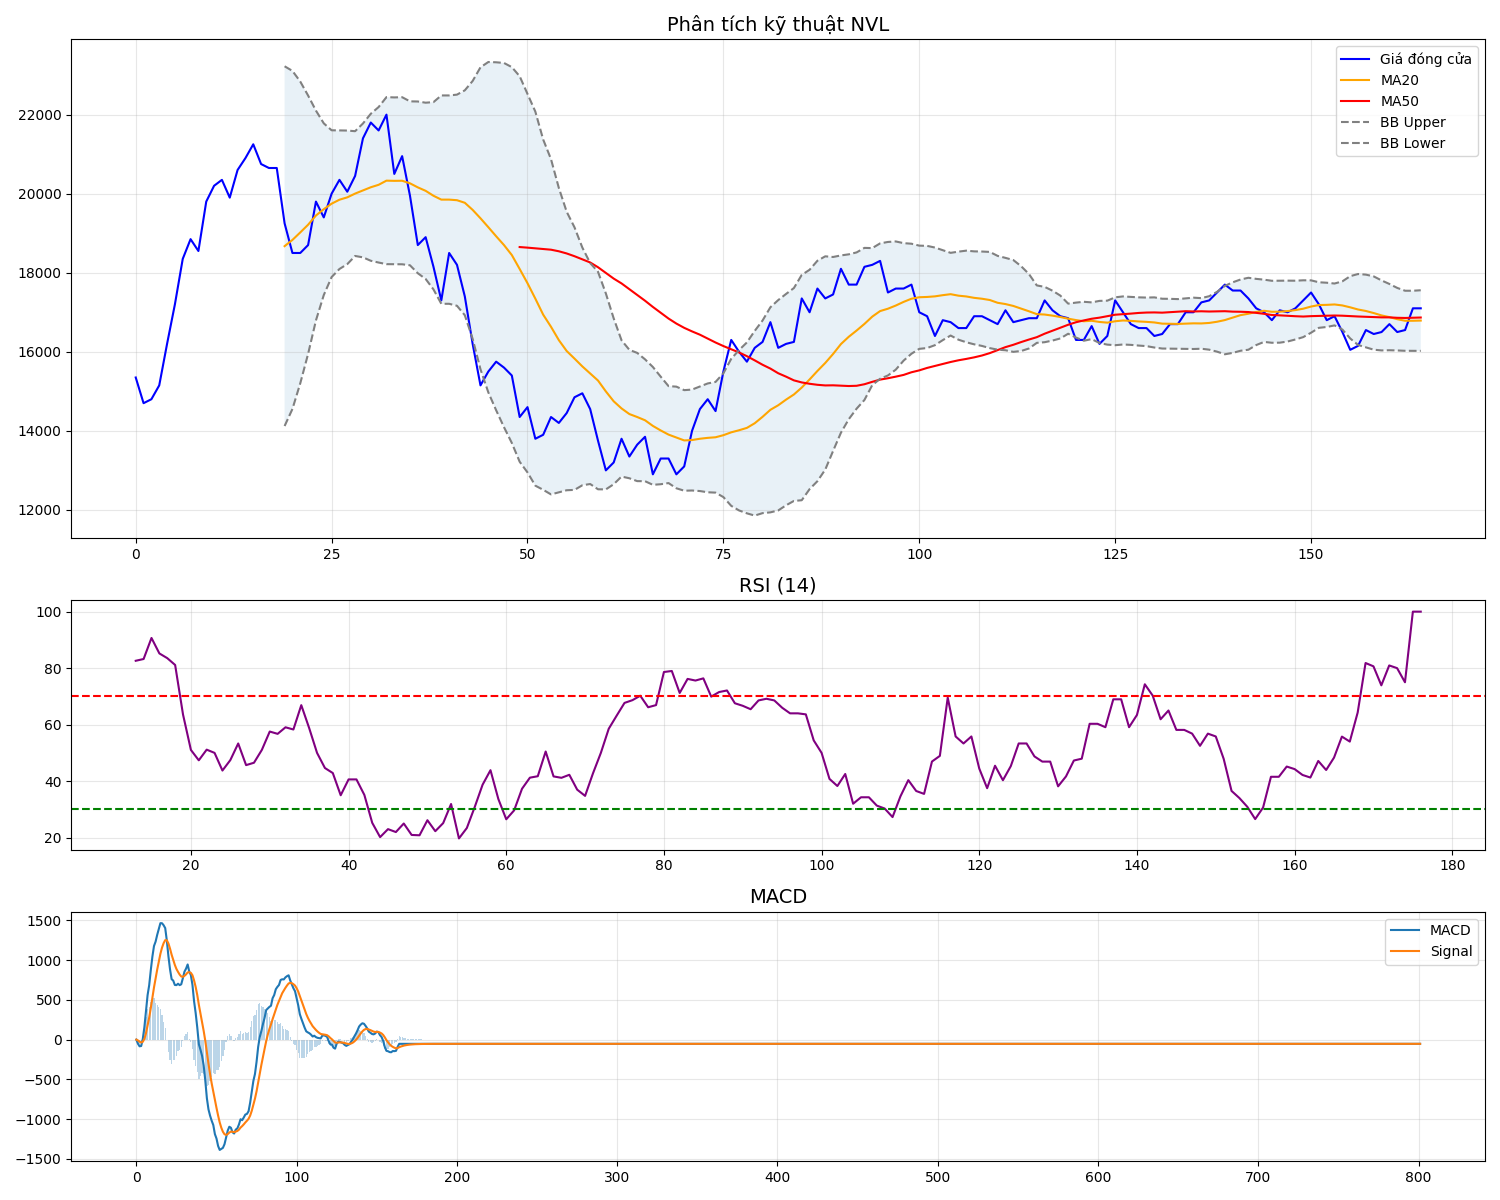 Phân tích kỹ thuật NVL
Giá đóng cửa
MA20
MA50
BB Upper
BB Lower
22000
20000
18000
16000
14000
12000
0 25 50 75 100 125 150
RSI (14)
100
80
60
40
20
20 40 60 80 100 120 140 160 180
MACD
MACD
Signal
1500
1000
500
0
−500
−1000
−1500
0 100 200 300 400 500 600 700 800